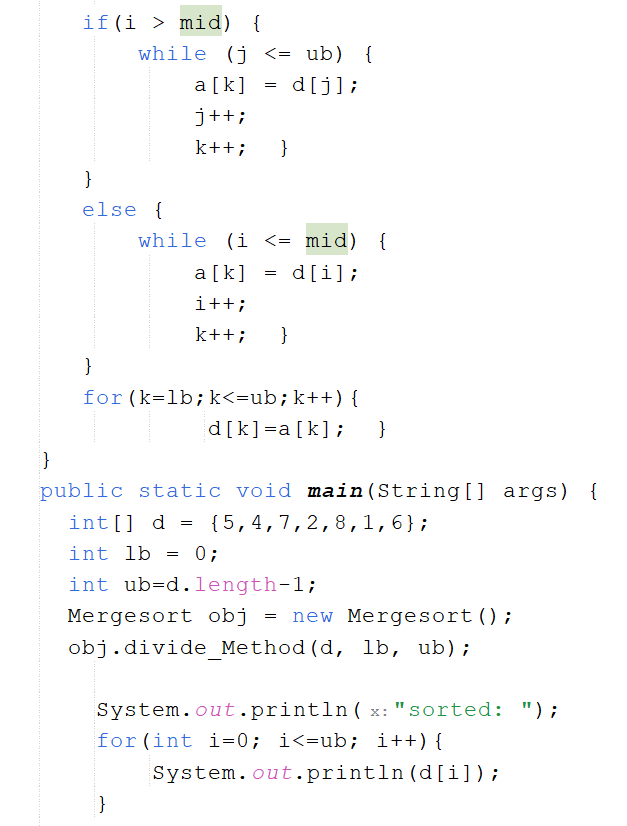 if(i > mid) {
while (j <= ub) {
a[k] = d[j];
j++;
k++;  }
}
else {
while (i <= mid) {
a[k] = d[i];
i++;
k++;  }
}
for(k=lb;k<=ub;k++){
d[k]=a[k];  }
}
public static void main(String[] args) {
int[] d = {5,4,7,2,8,1,6};
int lb = 0;
int ub=d.length-1;
Mergesort obj = new Mergesort();
obj.divide_Method(d, lb, ub);
System.out.println( x: "sorted: ");
for(int i=0; i<=ub; i++){
System.out.println(d[i]);
}